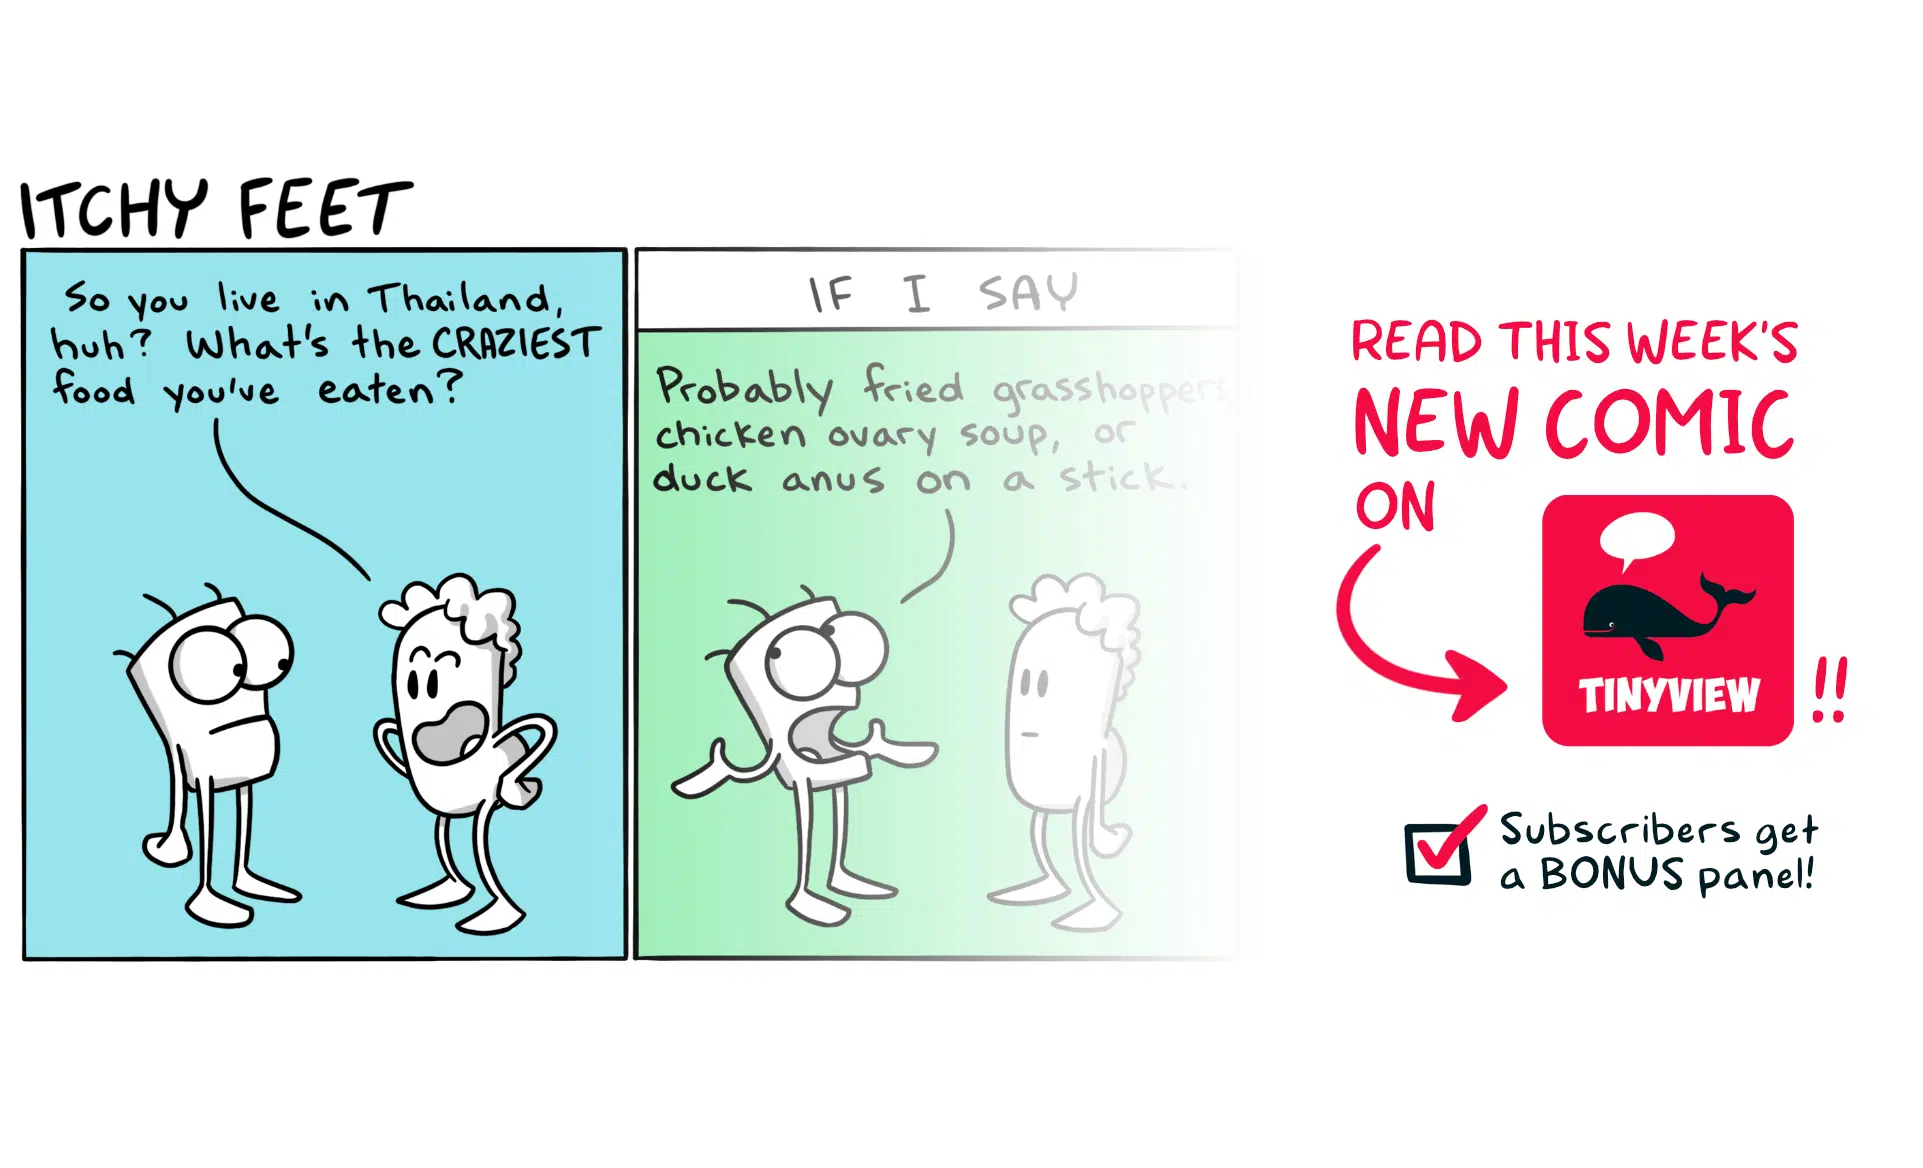 ITCHY FEET
So you live in Thailand,
huh? What's the CRAZIEST
food you've eaten?
IF I SAY
Probably fried grasshoppers,
chicken ovary soup, or
duck anus on a stick.
READ THIS WEEK'S
NEW COMIC
ON
TINYVIEW
!!
Subscribers get
a BONUS panel!